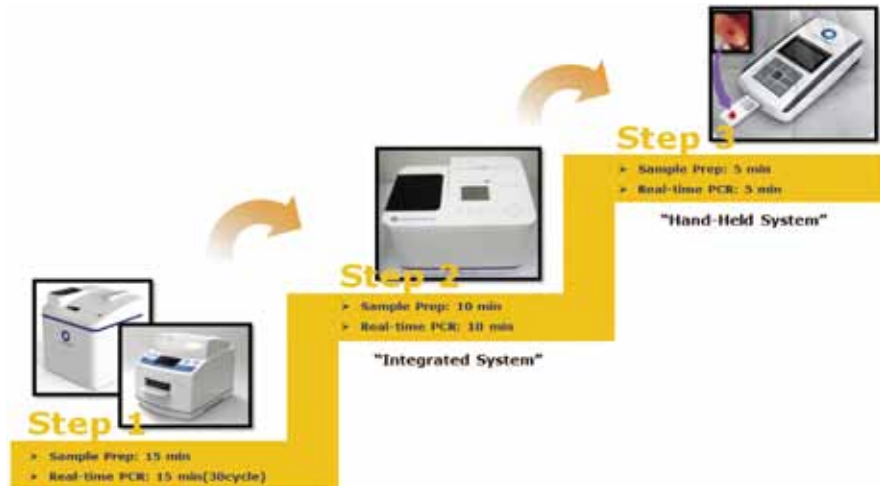 Step 3
➤ Sample Prep: 5 min
➤ Real-time PCR: 5 min
“Hand-Held System”
Step 2
➤ Sample Prep: 10 min
➤ Real-time PCR: 10 min
“Integrated System”
Step 1
➤ Sample Prep: 15 min
➤ Real-time PCR: 15 min(30cycle)